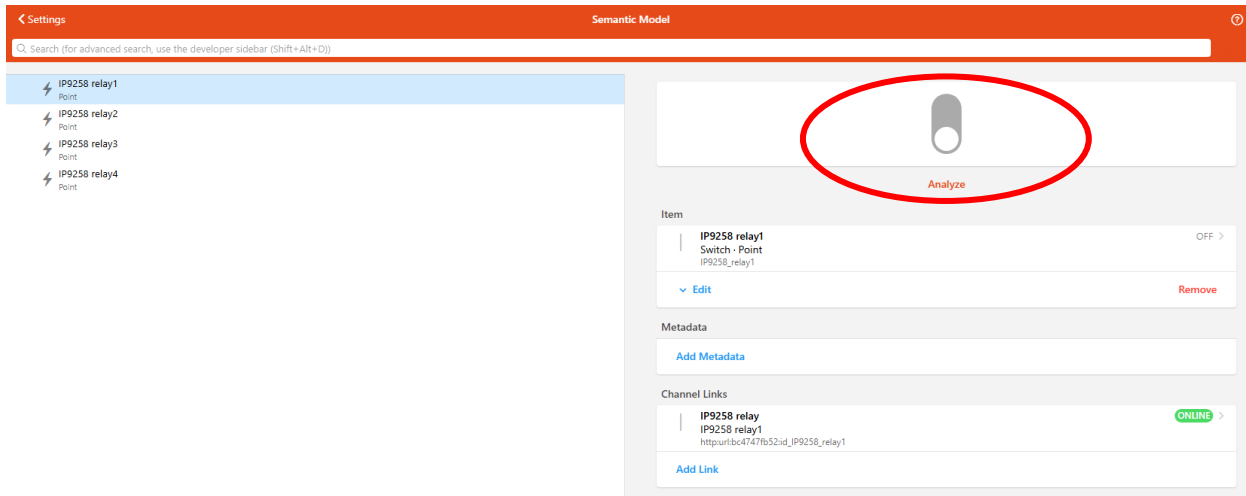 Settings
Semantic Model
Search (for advanced search, use the developer sidebar (Shift+Alt+D))
IP9258 relay1
Point
IP9258 relay2
Point
IP9258 relay3
Point
IP9258 relay4
Point
Analyze
Item
IP9258 relay1
OFF
Switch · Point
IP9258_relay1
Edit
Remove
Metadata
Add Metadata
Channel Links
IP9258 relay
ONLINE
IP9258 relay1
http:url:bc4747fb52:id_IP9258_relay1
Add Link